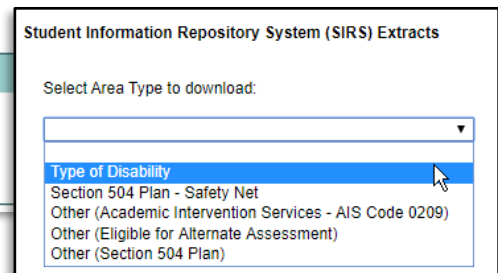 Student Information Repository System (SIRS) Extracts
Select Area Type to download:
Type of Disability
Section 504 Plan - Safety Net
Other (Academic Intervention Services - AIS Code 0209)
Other (Eligible for Alternate Assessment)
Other (Section 504 Plan)